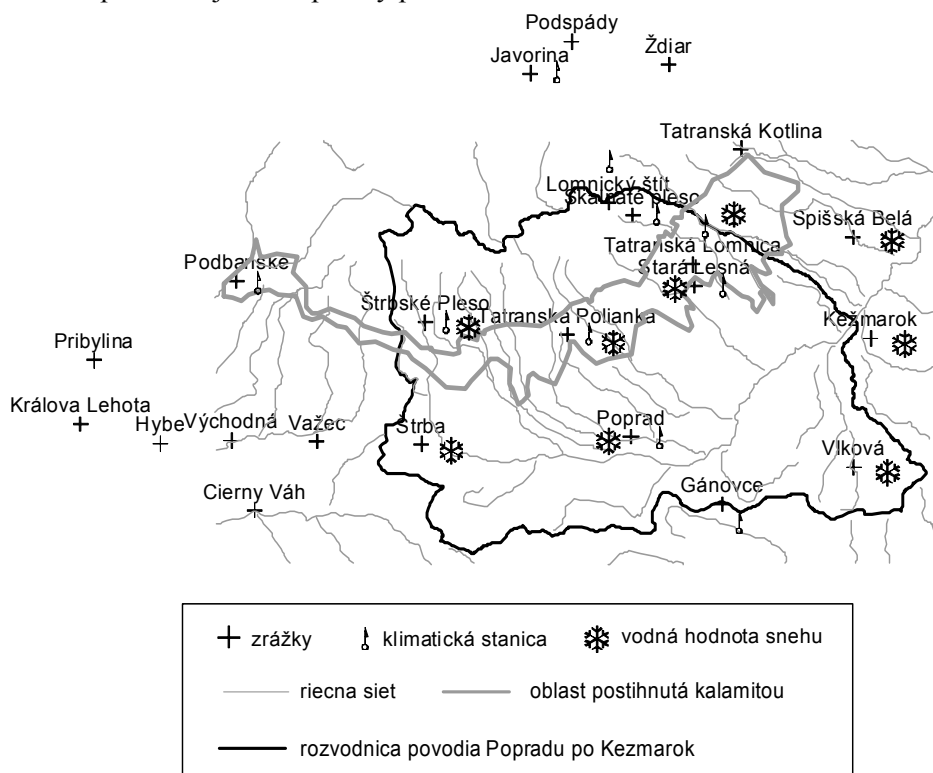 Podspády
Javorina
Ždiar
Tatranská Kotlina
Lomnický štít
Skalnaté pleso
Spišská Belá
Tatranská Lomnica
Podbanské
Stará Lesná
Štrbské Pleso
Tatranská Polianka
Kežmarok
Pribylina
Králova Lehota
Hybe
Východná
Važec
Štrba
Poprad
Vlková
Cierny Váh
Gánovce
zrážky
klimatická stanica
vodná hodnota snehu
riecna siet
oblast postihnutá kalamitou
rozvodnica povodia Popradu po Kezmarok